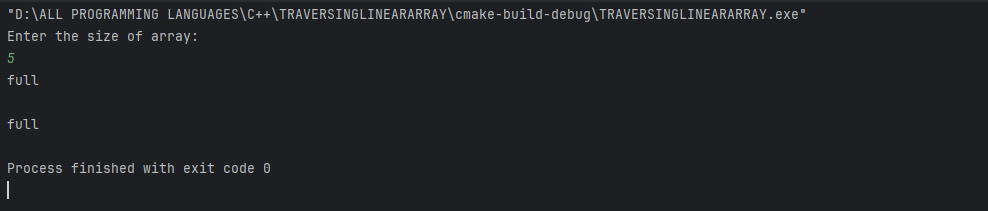 "D:\ALL PROGRAMMING LANGUAGES\C++\TRAVERSINGLINEARARRAY\cmake-build-debug\TRAVERSINGLINEARARRAY.exe"
Enter the size of array:
5
full
full
Process finished with exit code 0